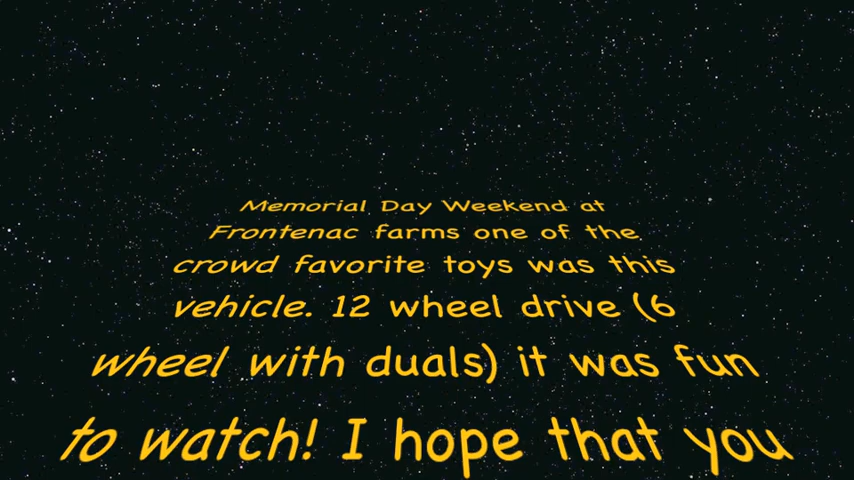 Memorial Day Weekend at
Frontenac farms one of the
crowd favorite toys was this
vehicle. 12 wheel drive (6
wheel with duals) it was fun
to watch! I hope that you